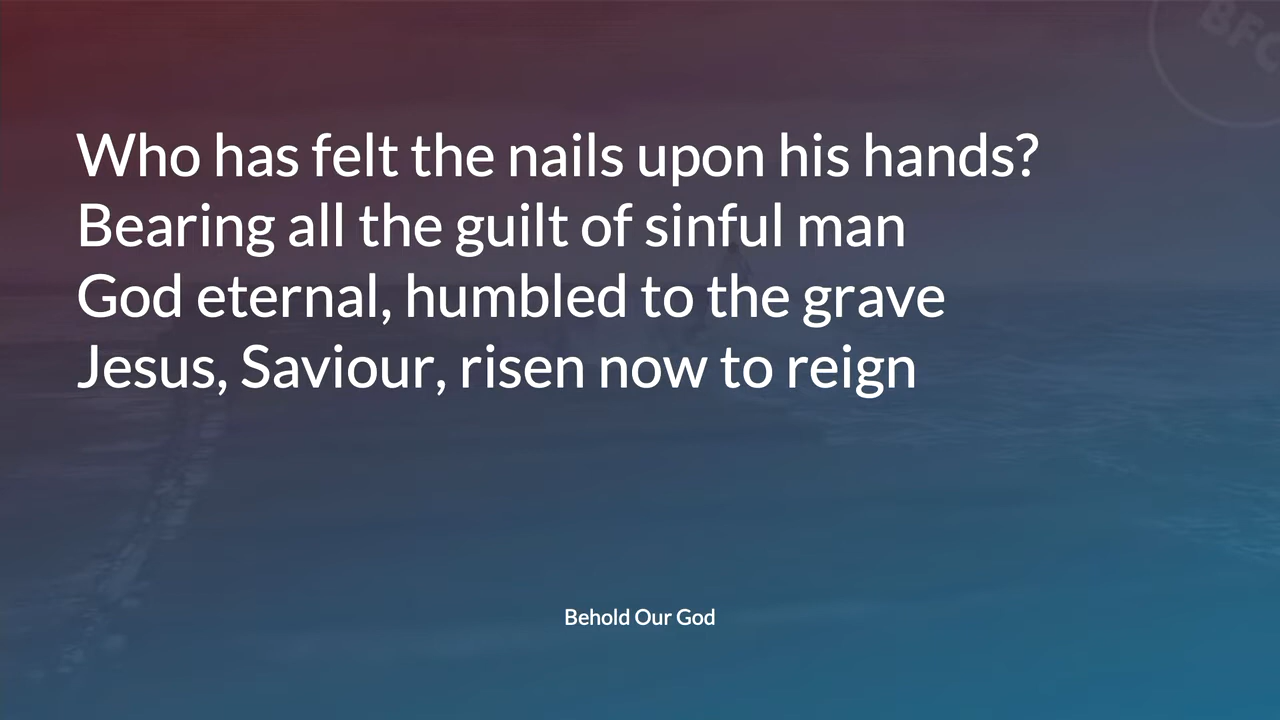 BFC
Who has felt the nails upon his hands?
Bearing all the guilt of sinful man
God eternal, humbled to the grave
Jesus, Saviour, risen now to reign
Behold Our God